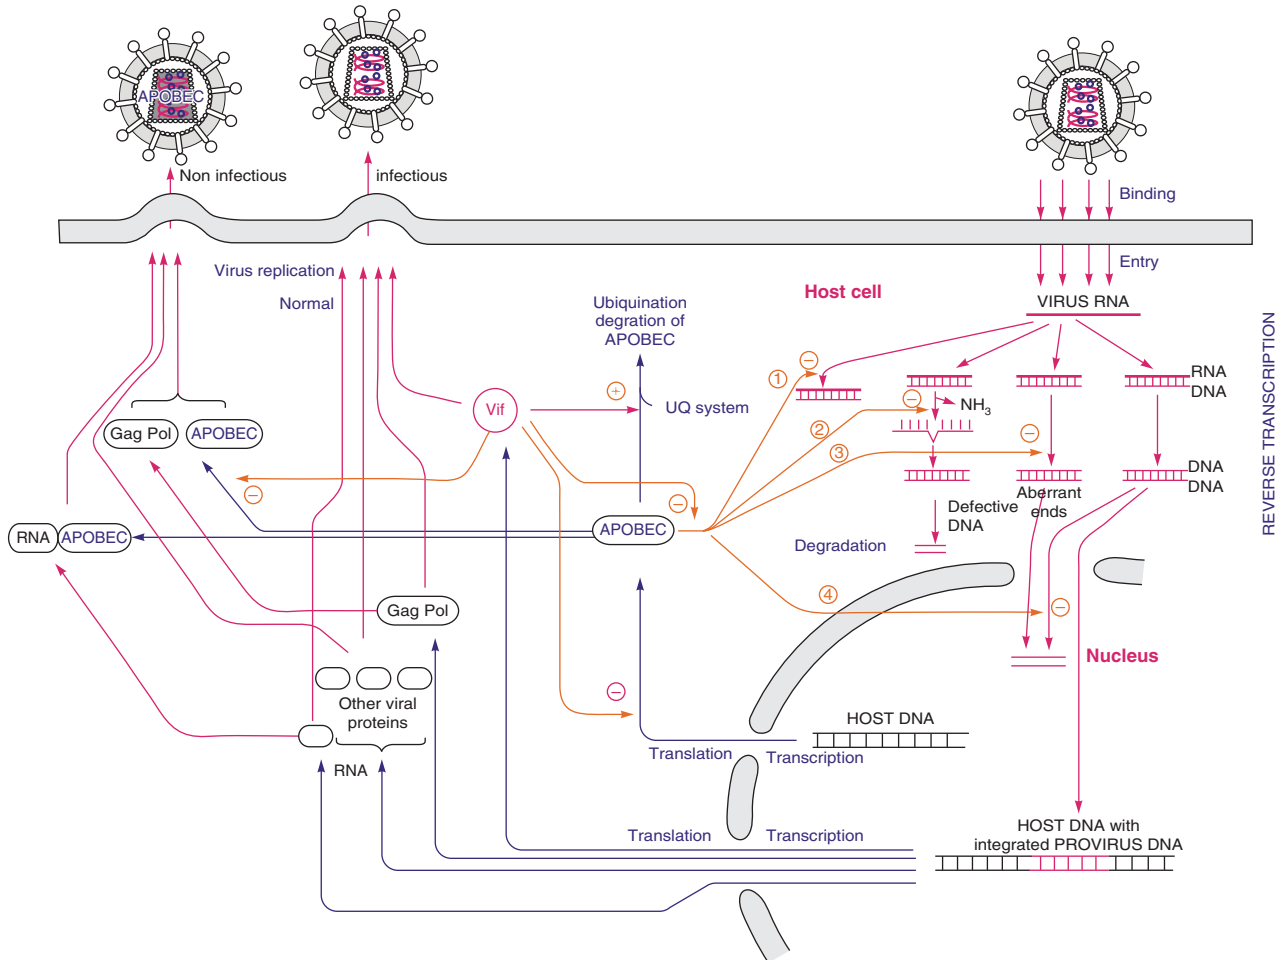 APOBEC
Non infectious
infectious
Binding
Entry
Virus replication
Normal
Host cell
VIRUS RNA
Ubiquination
degration of
APOBEC
UQ system
Vif
+
−
1
−
2
−
NH3
3
−
RNA
DNA
DNA
DNA
REVERSE TRANSCRIPTION
Gag Pol
APOBEC
−
−
Aberrant
ends
Defective
DNA
Degradation
RNA
APOBEC
APOBEC
4
−
Gag Pol
Nucleus
−
Other viral
proteins
RNA
HOST DNA
Translation
Transcription
Translation
Transcription
HOST DNA with
integrated PROVIRUS DNA